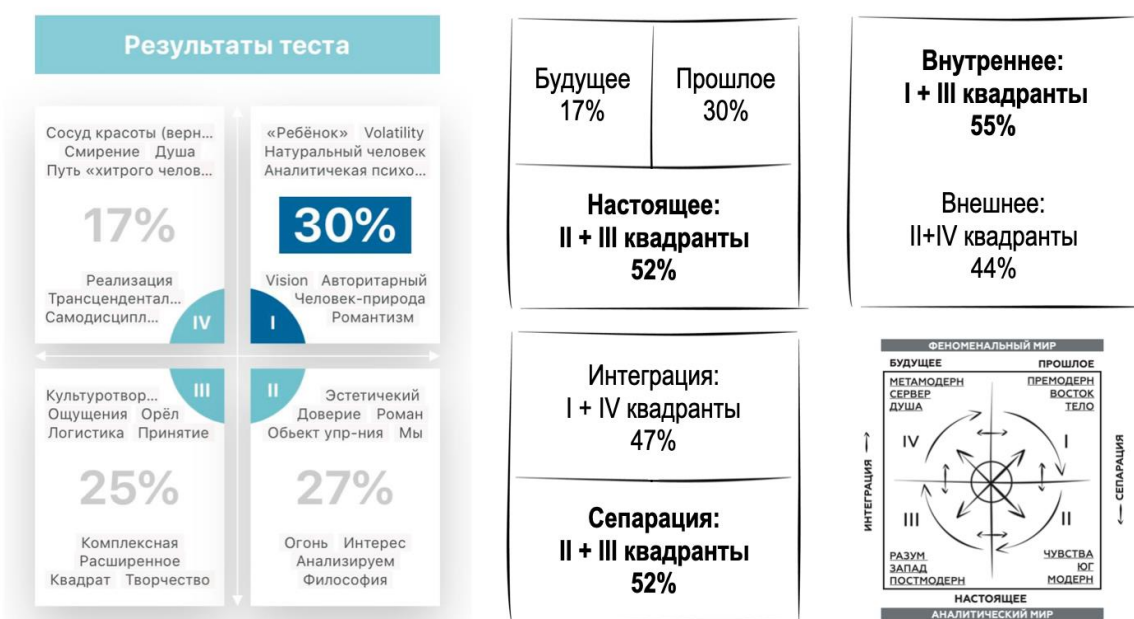 Результаты теста
Сосуд красоты (верн...
Смирение Душа
Путь «хитрого челов...
17%
Реализация
Трансцендентал...
Самодисципл...
IV
«Ребёнок» Volatility
Натуральный человек
Аналитичекая психо...
30%
Vision Авторитарный
Человек-природа
Романтизм
I
Культуротвор...
III
Ощущения Орёл
Логистика Принятие
25%
Комплексная
Расширенное
Квадрат Творчество
II
Эстетичекий
Доверие Роман
Обьект упр-ния Мы
27%
Огонь Интерес
Анализируем
Философия
Будущее
17%
Прошлое
30%
Настоящее:
II + III квадранты
52%
Интеграция:
I + IV квадранты
47%
Сепарация:
II + III квадранты
52%
Внутреннее:
I + III квадранты
55%
Внешнее:
II+IV квадранты
44%
ФЕНОМЕНАЛЬНЫЙ МИР
БУДУЩЕЕ
ПРОШЛОЕ
МЕТАМОДЕРН
СЕРВЕР
ДУША
ПРЕМОДЕРН
ВОСТОК
ТЕЛО
IV
I
ИНТЕГРАЦИЯ
СЕПАРАЦИЯ
III
II
РАЗУМ
ЗАПАД
ПОСТМОДЕРН
ЧУВСТВА
ЮГ
МОДЕРН
НАСТОЯЩЕЕ
АНАЛИТИЧЕСКИЙ МИР